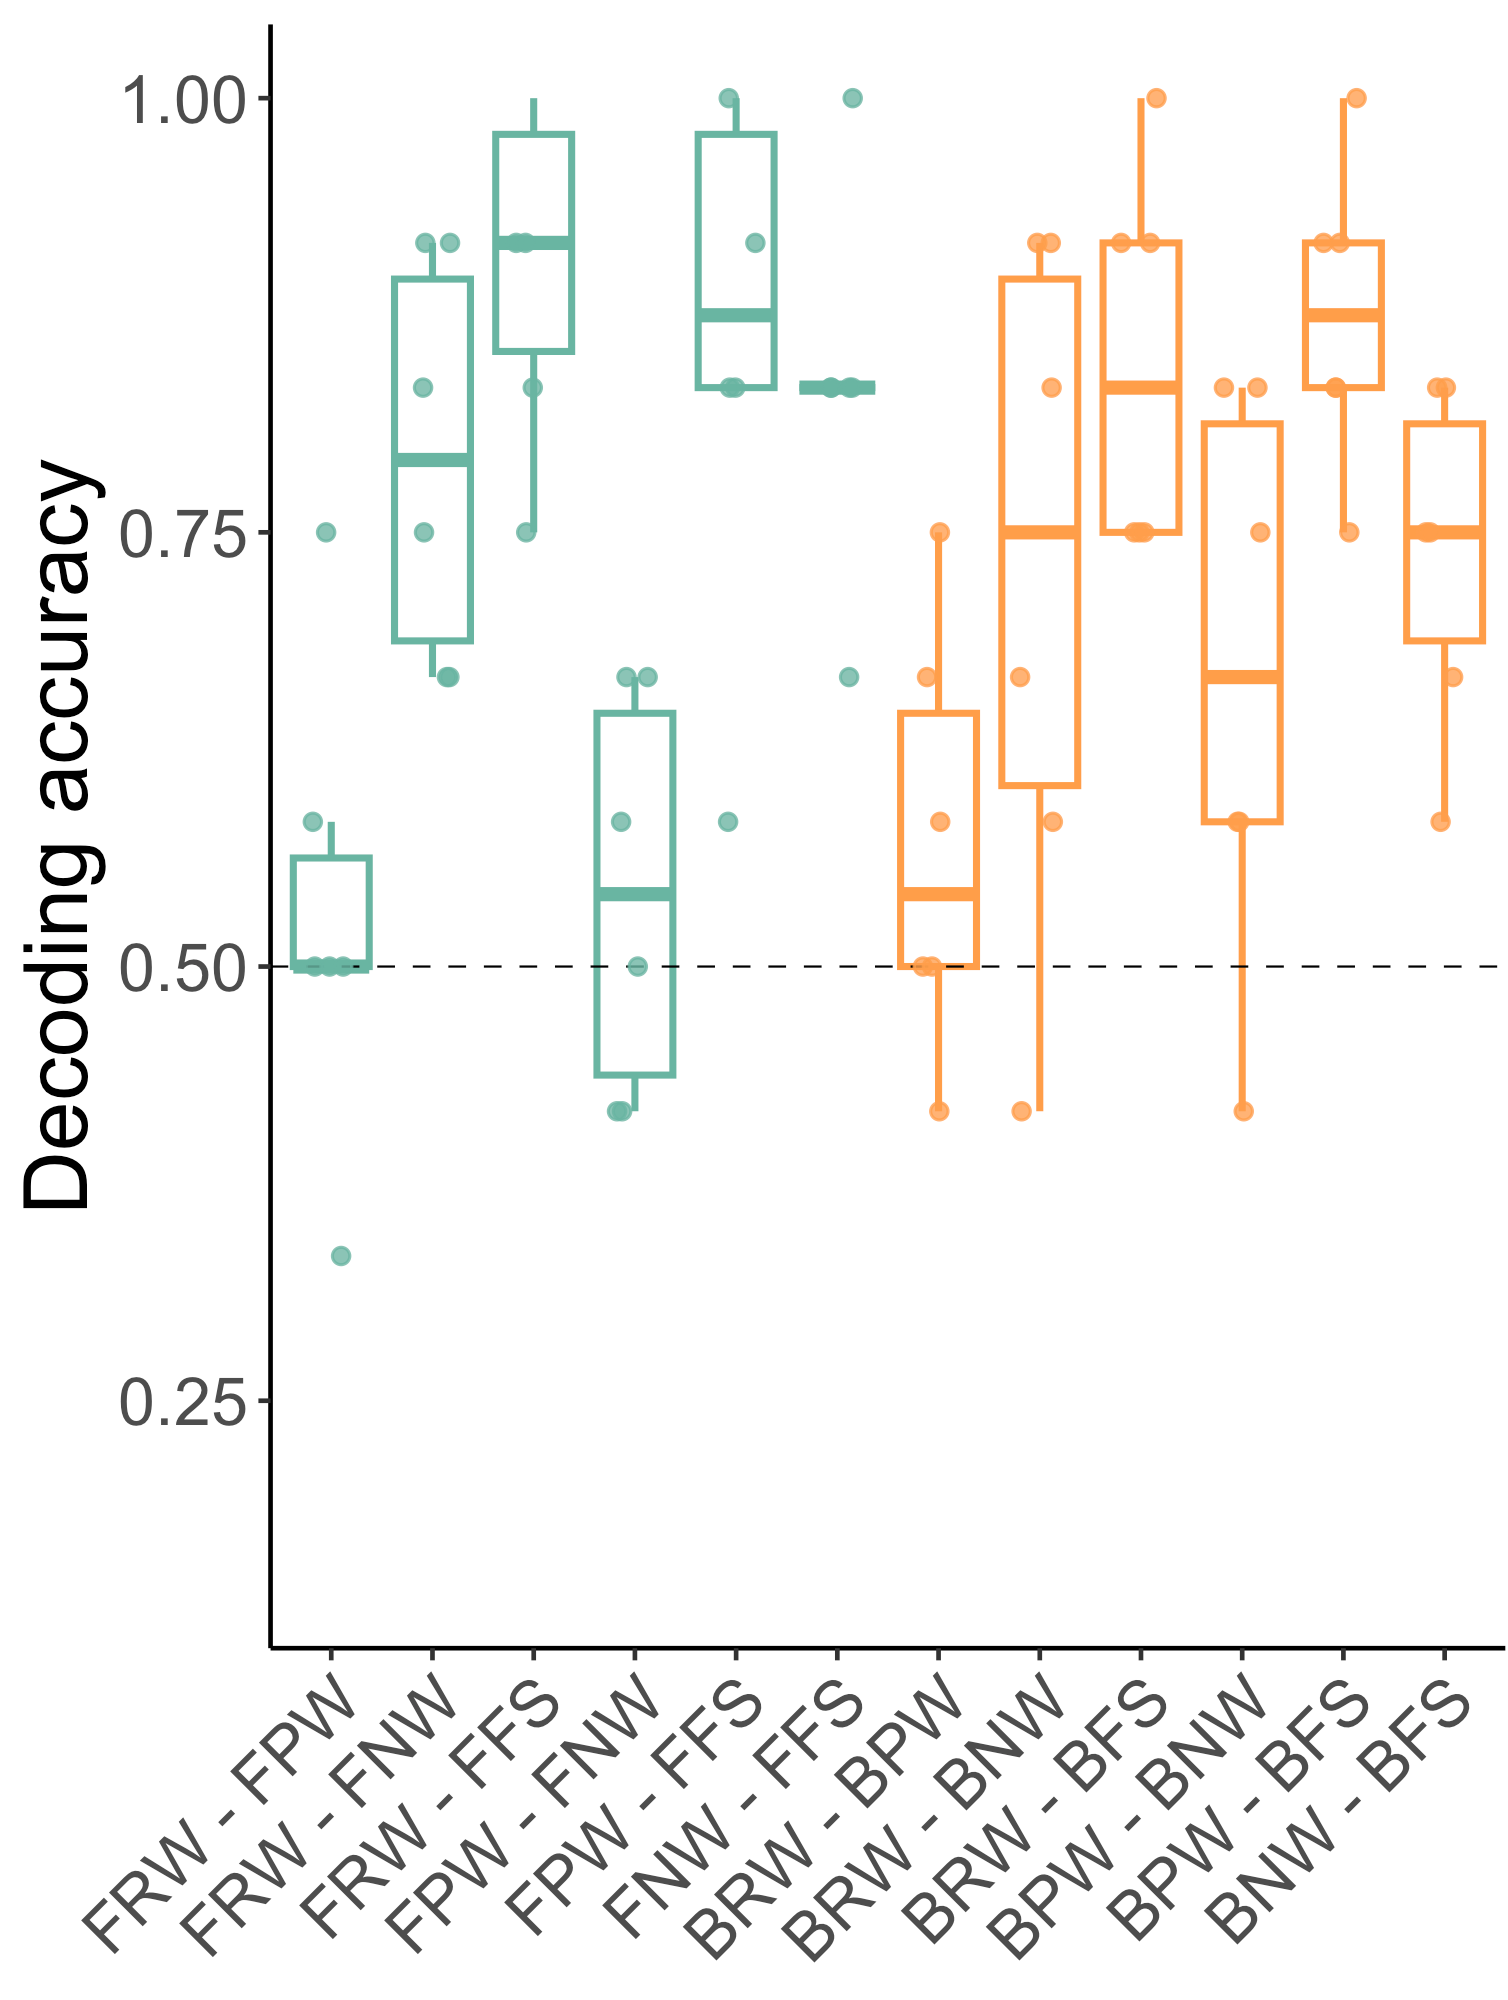 Decoding accuracy
1.00
0.75
0.50
0.25
FRW - FPW
FRW - FNW
FRW - FFS
FPW - FNW
FPW - FFS
FNW - FFS
BRW - BPW
BRW - BNW
BRW - BFS
BPW - BNW
BPW - BFS
BNW - BFS